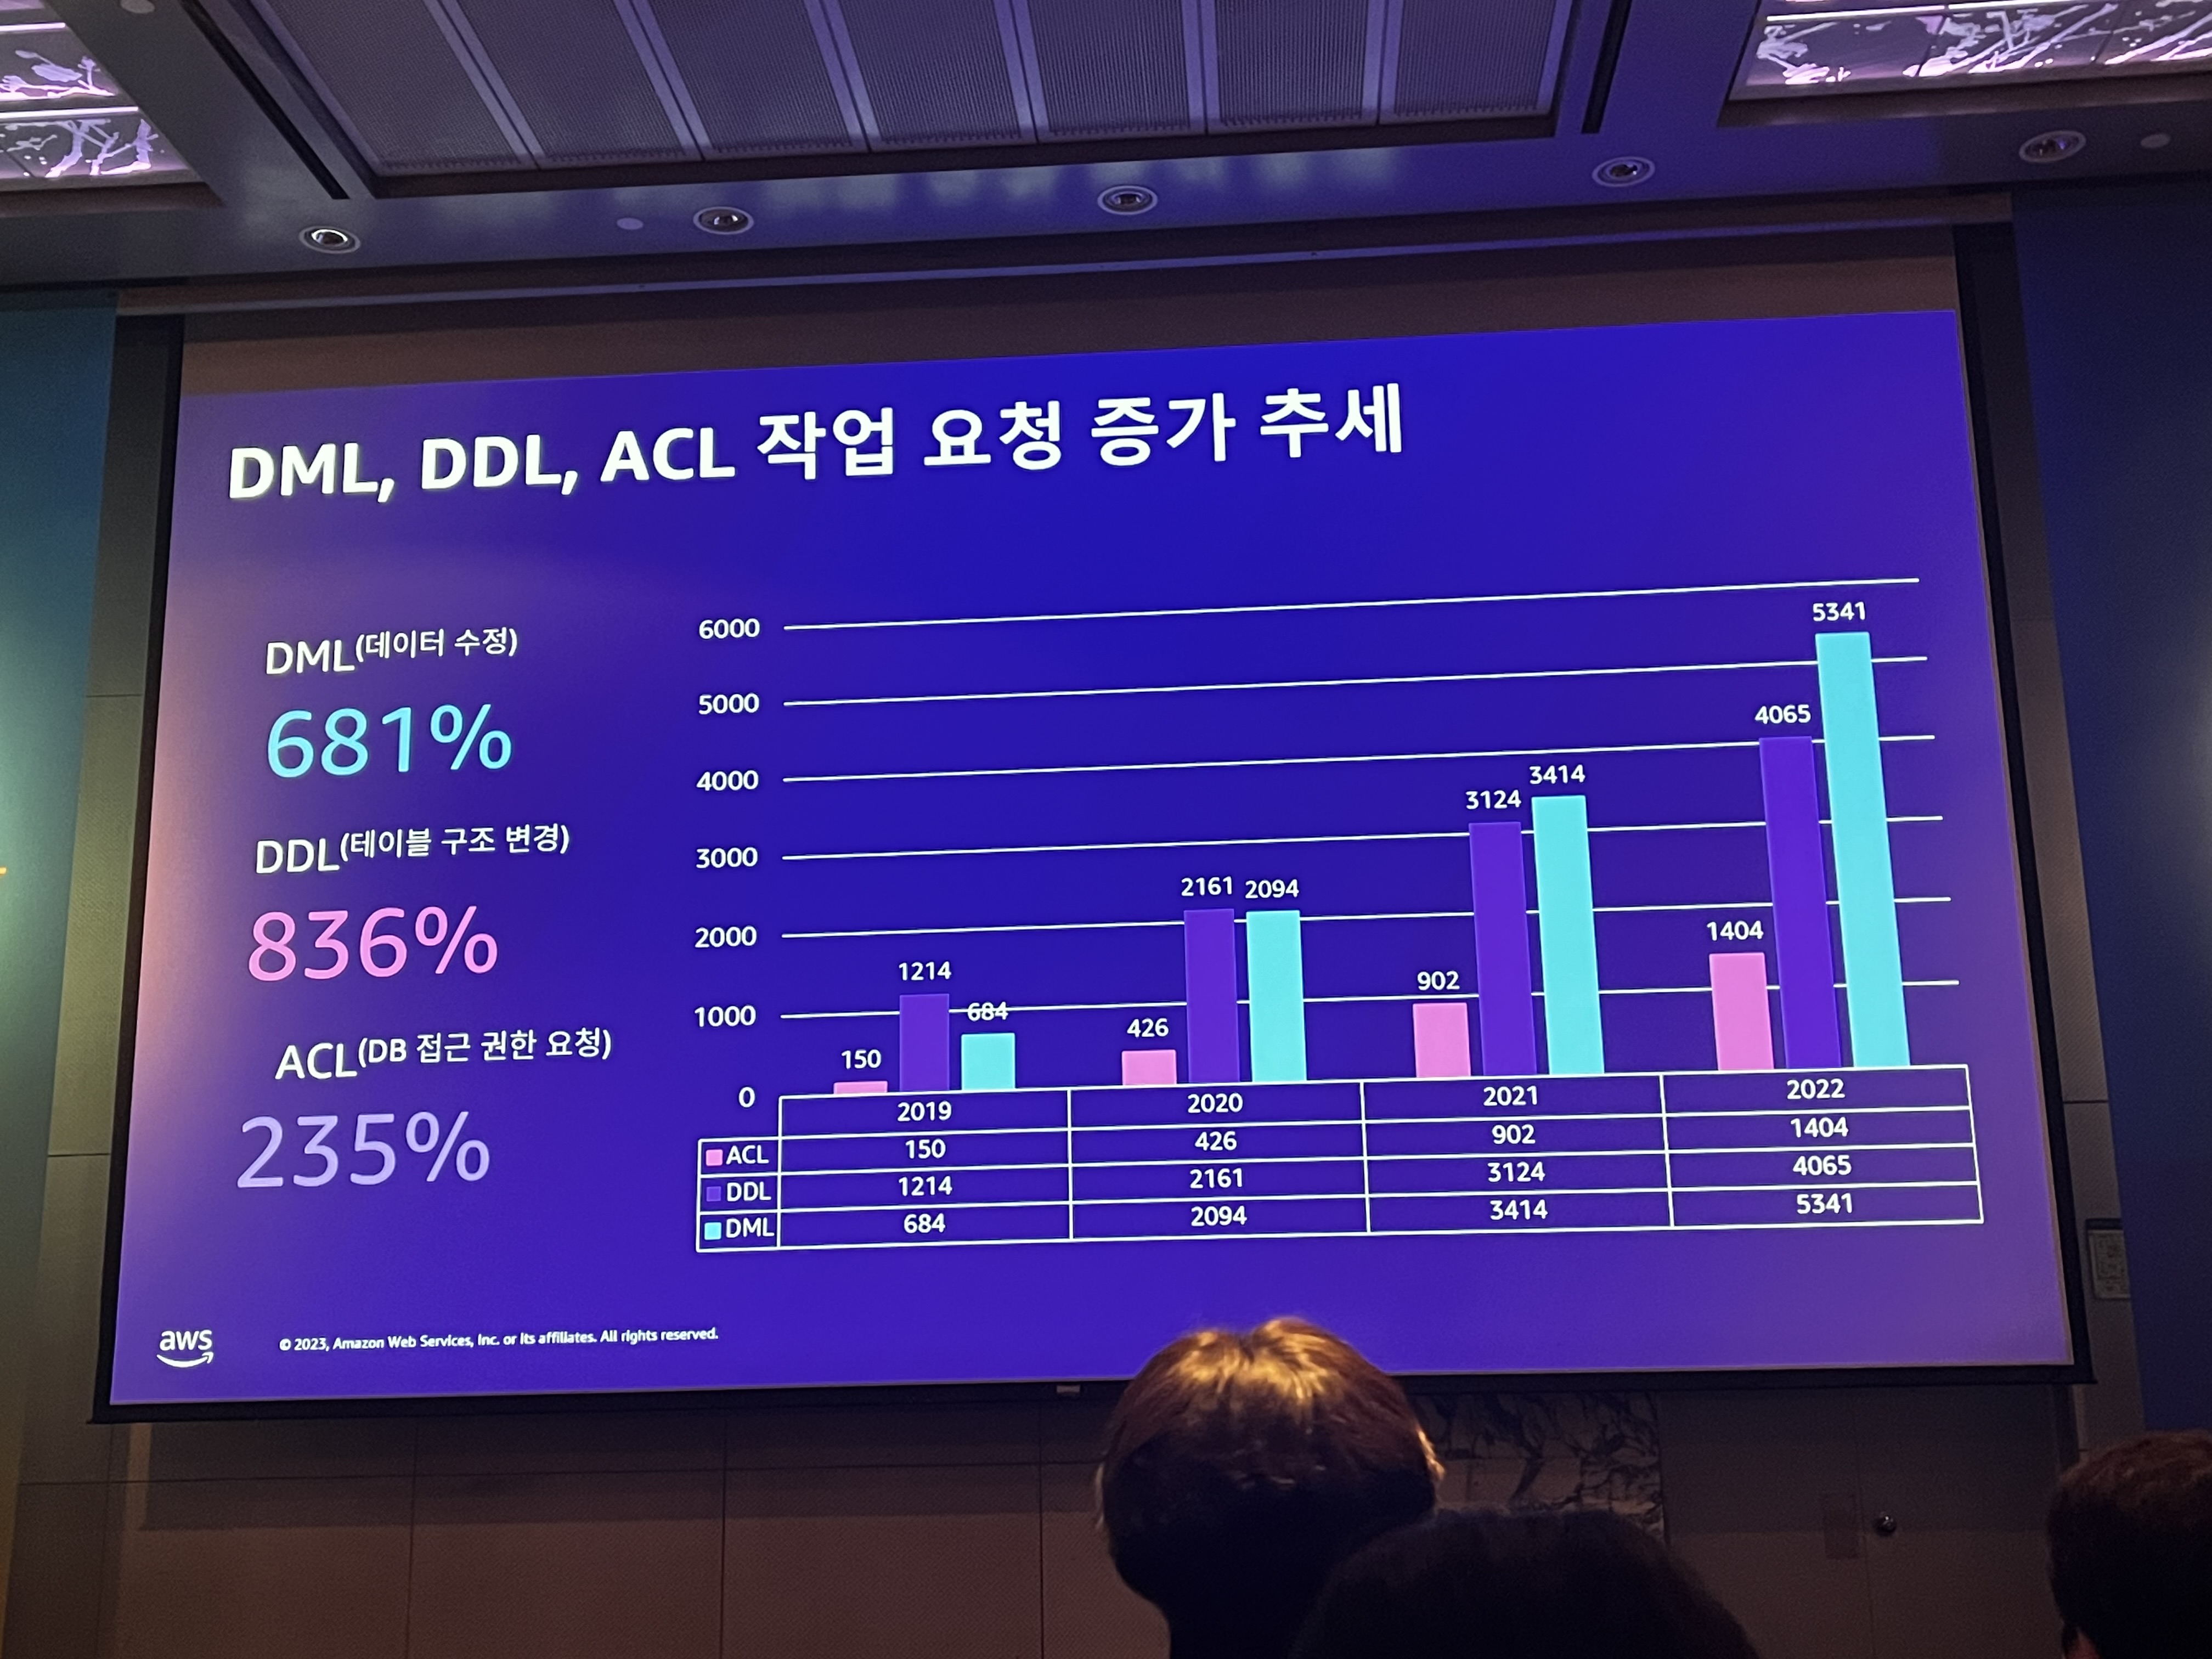 DML, DDL, ACL 작업 요청 증가 추세
DML(데이터 수정)
681%
DDL(테이블 구조 변경)
836%
ACL(DB 접근 권한 요청)
235%
6000
5000
4000
3000
2000
1000
0
150
1214
684
426
2161
2094
902
3124
3414
1404
4065
5341
2019 2020 2021 2022
ACL 150 426 902 1404
DDL 1214 2161 3124 4065
DML 684 2094 3414 5341
aws
© 2023, Amazon Web Services, Inc. or its affiliates. All rights reserved.